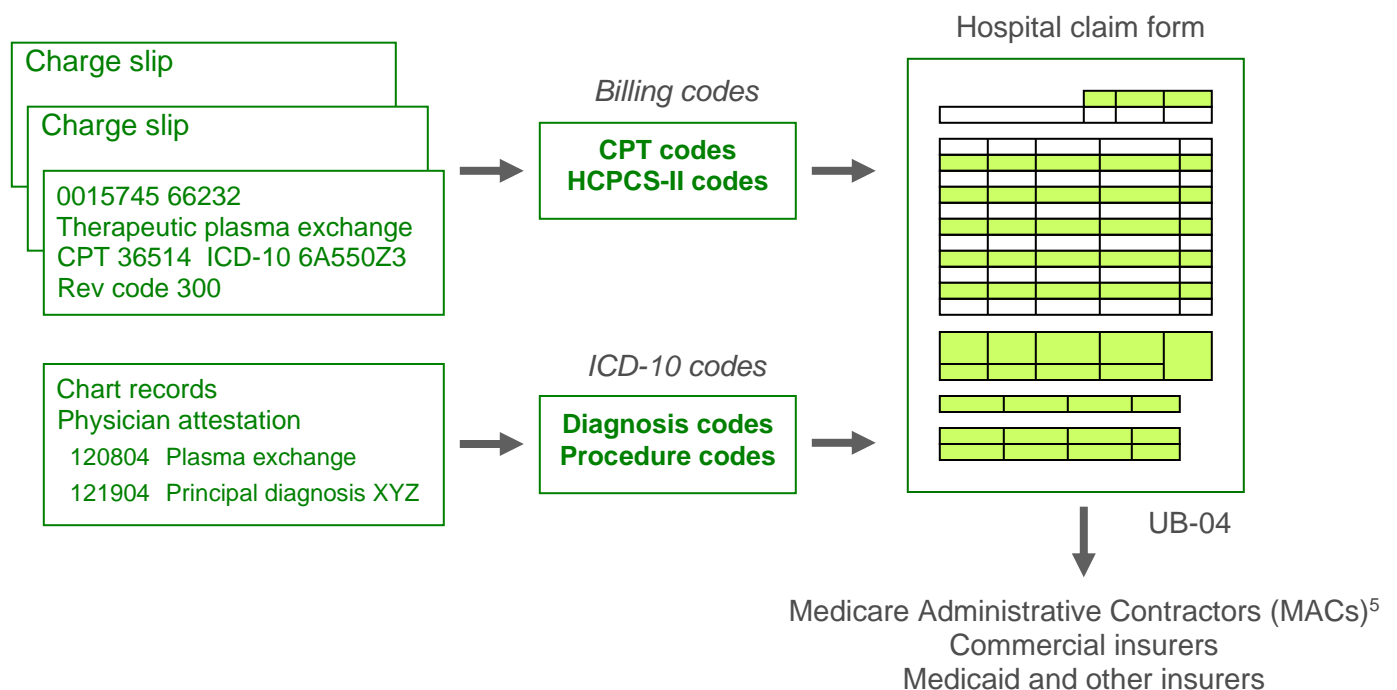 Hospital claim form
Charge slip
Charge slip
0015745 66232
Therapeutic plasma exchange
CPT 36514 ICD-10 6A550Z3
Rev code 300
Billing codes
CPT codes
HCPCS-II codes
Chart records
Physician attestation
120804 Plasma exchange
121904 Principal diagnosis XYZ
ICD-10 codes
Diagnosis codes
Procedure codes
UB-04
Medicare Administrative Contractors (MACs)⁵
Commercial insurers
Medicaid and other insurers